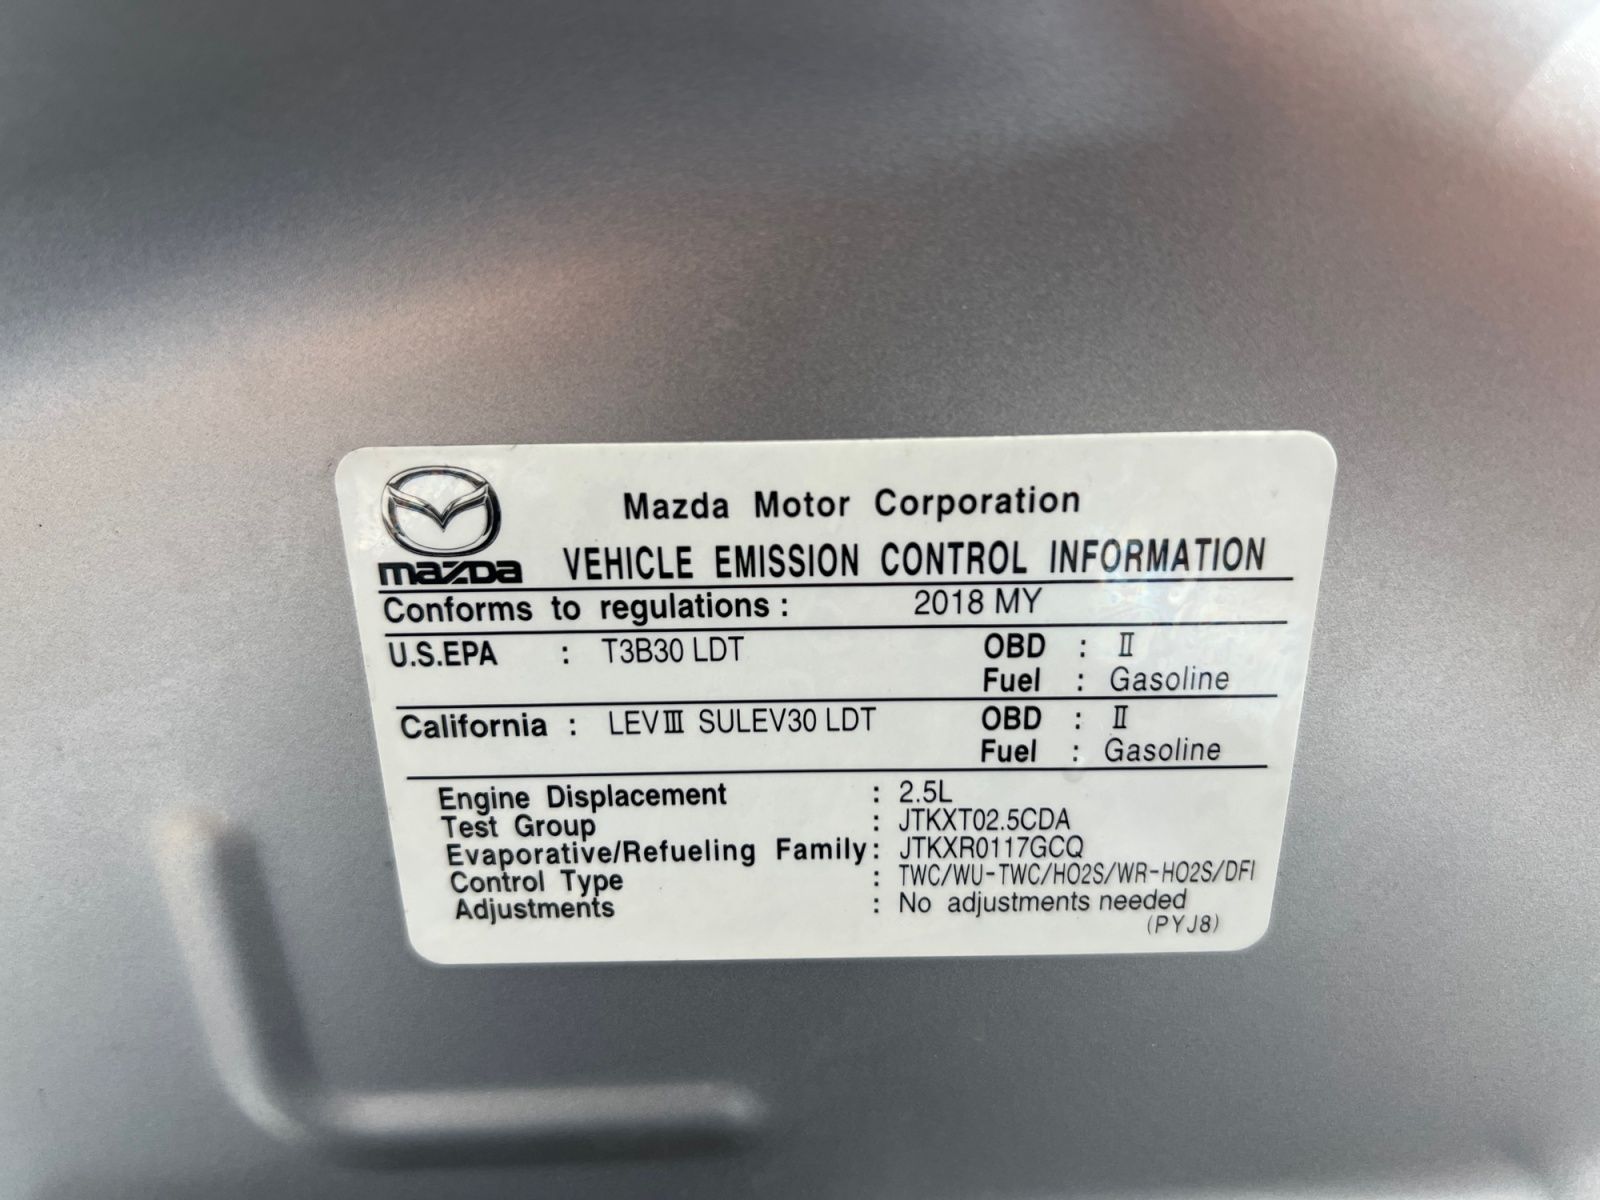 Mazda Motor Corporation
mazda VEHICLE EMISSION CONTROL INFORMATION
Conforms to regulations : 2018 MY
U.S.EPA : T3B30 LDT OBD : II
Fuel : Gasoline
California : LEV III SULEV30 LDT OBD : II
Fuel : Gasoline
Engine Displacement : 2.5L
Test Group : JTKXT02.5CDA
Evaporative/Refueling Family : JTKXR0117GCQ
Control Type : TWC/WU-TWC/HO2S/WR-HO2S/DFI
Adjustments : No adjustments needed
(PYJ8)